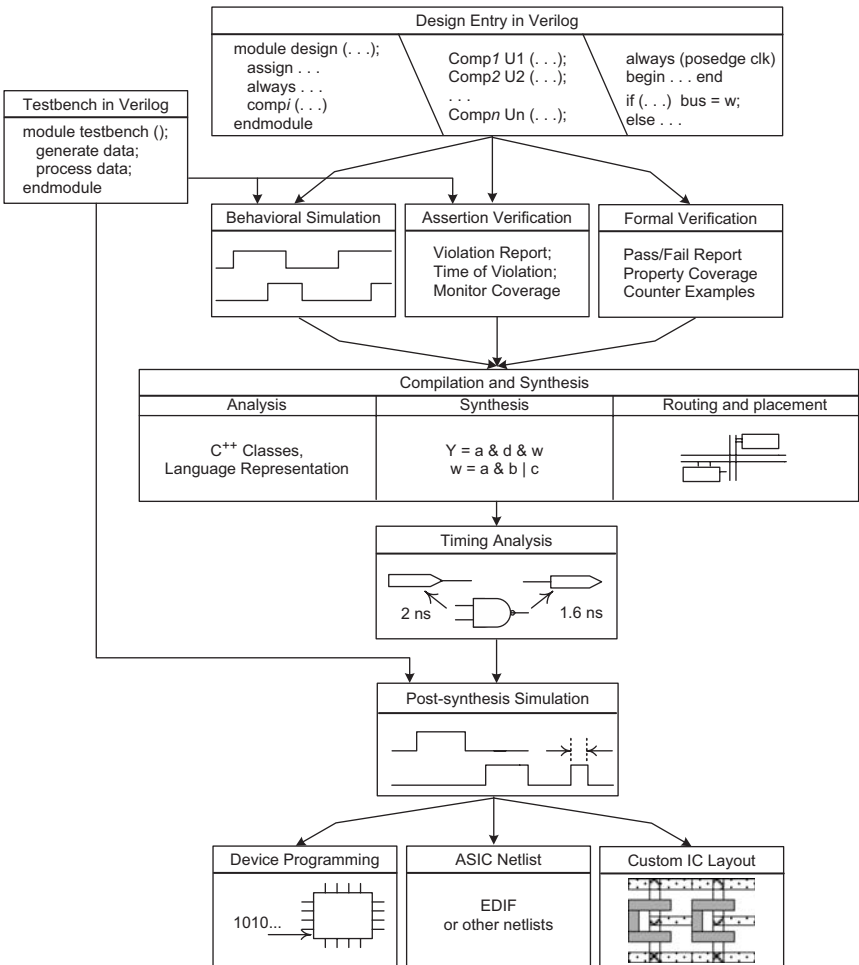 Design Entry in Verilog
module design (. . .);
assign . . .
always . . .
compi (. . .)
endmodule
Comp1 U1 (. . .);
Comp2 U2 (. . .);
. . .
Compn Un (. . .);
always (posedge clk)
begin . . . end
if (. . .) bus = w;
else . . .
Testbench in Verilog
module testbench ();
generate data;
process data;
endmodule
Behavioral Simulation
Assertion Verification
Violation Report;
Time of Violation;
Monitor Coverage
Formal Verification
Pass/Fail Report
Property Coverage
Counter Examples
Compilation and Synthesis
Analysis
Synthesis
Routing and placement
C++ Classes,
Language Representation
Y = a & d & w
w = a & b | c
Timing Analysis
2 ns
1.6 ns
Post-synthesis Simulation
Device Programming
1010...
ASIC Netlist
EDIF
or other netlists
Custom IC Layout